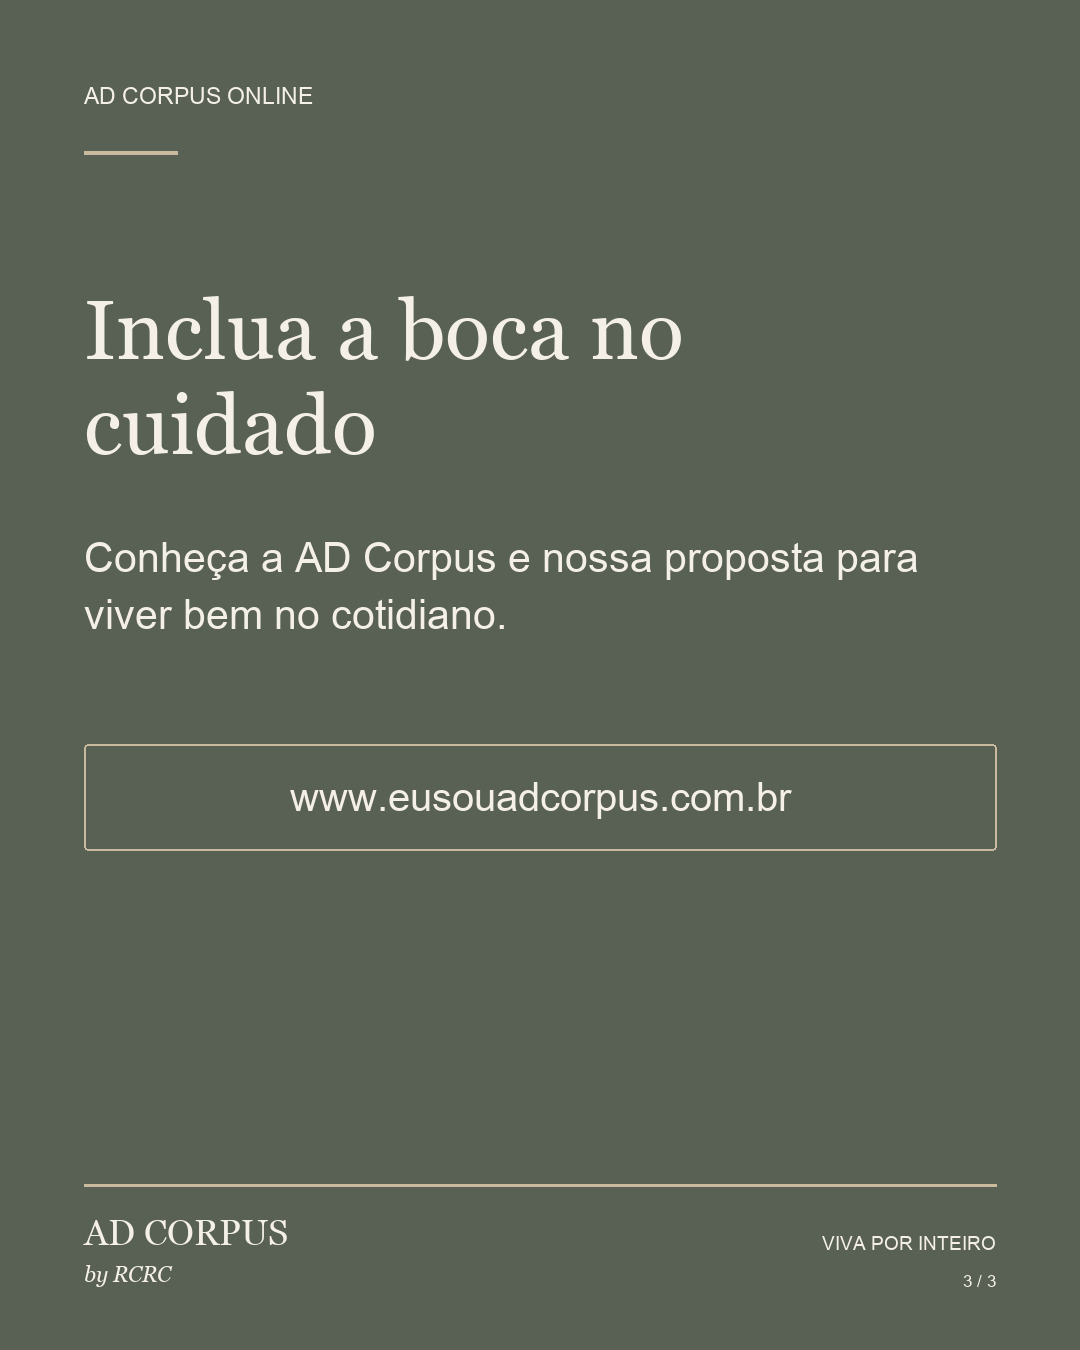 AD CORPUS ONLINE
Inclua a boca no
cuidado
Conheça a AD Corpus e nossa proposta para
viver bem no cotidiano.
www.eusouadcorpus.com.br
AD CORPUS
by RCRC
VIVA POR INTEIRO
3 / 3